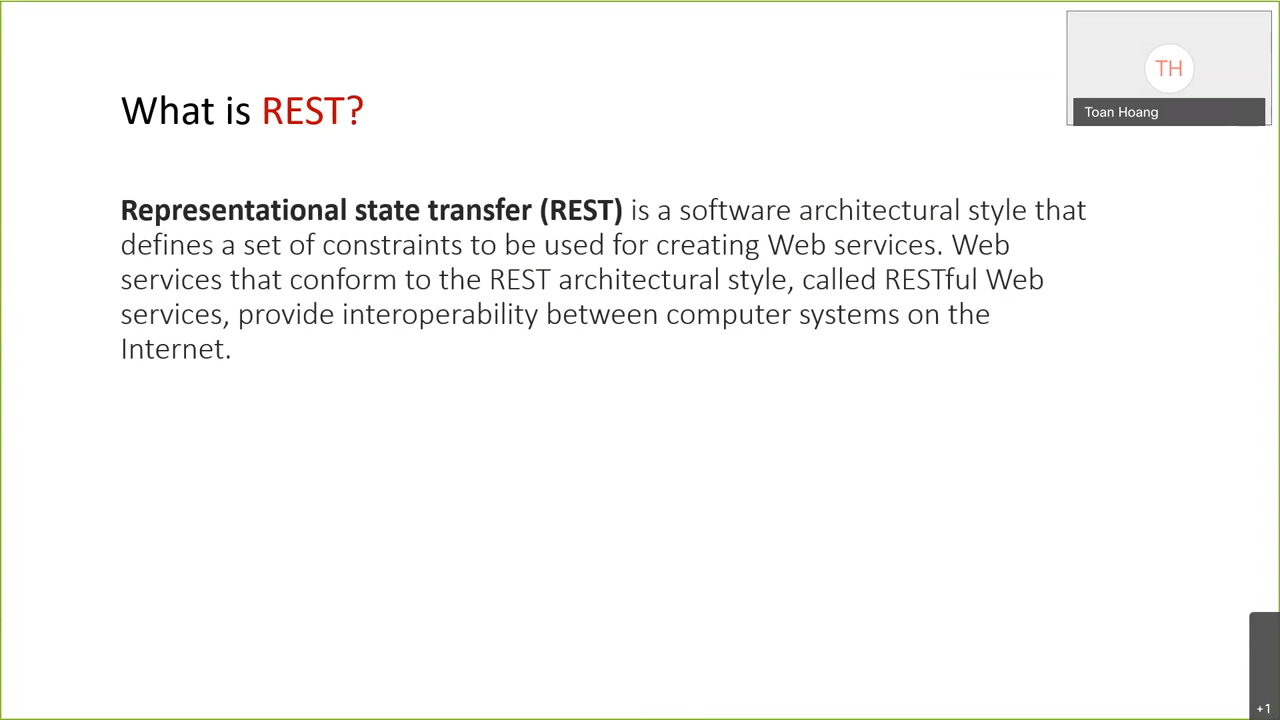 What is REST?
TH
Toan Hoang
Representational state transfer (REST) is a software architectural style that
defines a set of constraints to be used for creating Web services. Web
services that conform to the REST architectural style, called RESTful Web
services, provide interoperability between computer systems on the
Internet.
+1